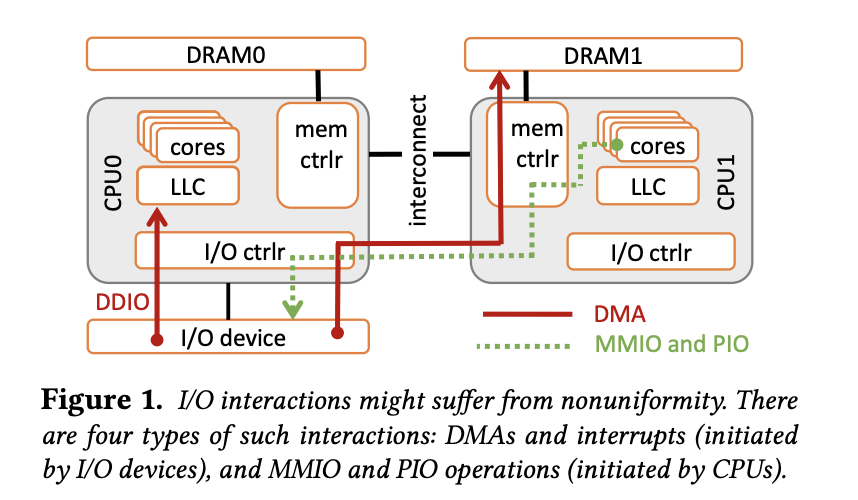 DRAM0
DRAM1
CPU0
cores
LLC
mem
ctrlr
I/O ctrlr
interconnect
mem
ctrlr
cores
LLC
CPU1
I/O ctrlr
DDIO
I/O device
DMA
MMIO and PIO
Figure 1. I/O interactions might suffer from nonuniformity. There
are four types of such interactions: DMAs and interrupts (initiated
by I/O devices), and MMIO and PIO operations (initiated by CPUs).